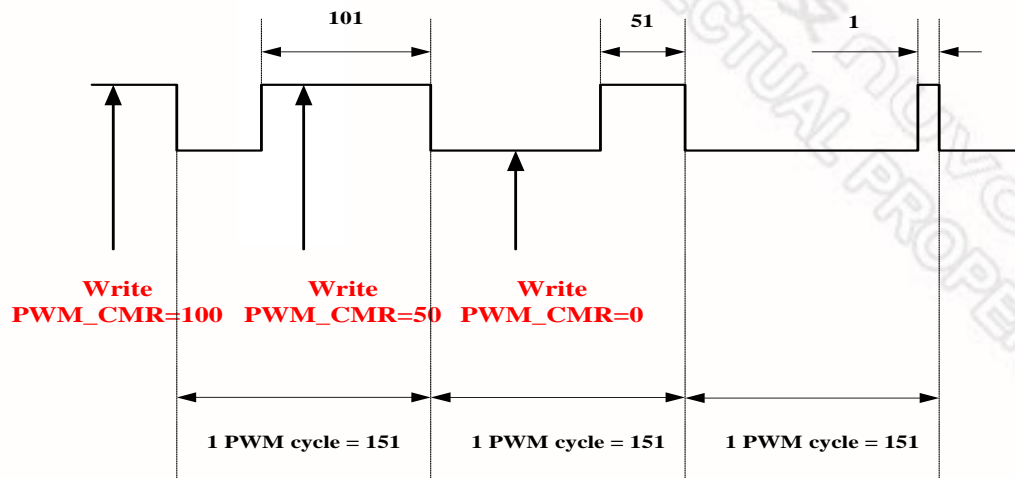 101
51
1
Write
PWM_CMR=100
Write
PWM_CMR=50
Write
PWM_CMR=0
1 PWM cycle = 151
1 PWM cycle = 151
1 PWM cycle = 151